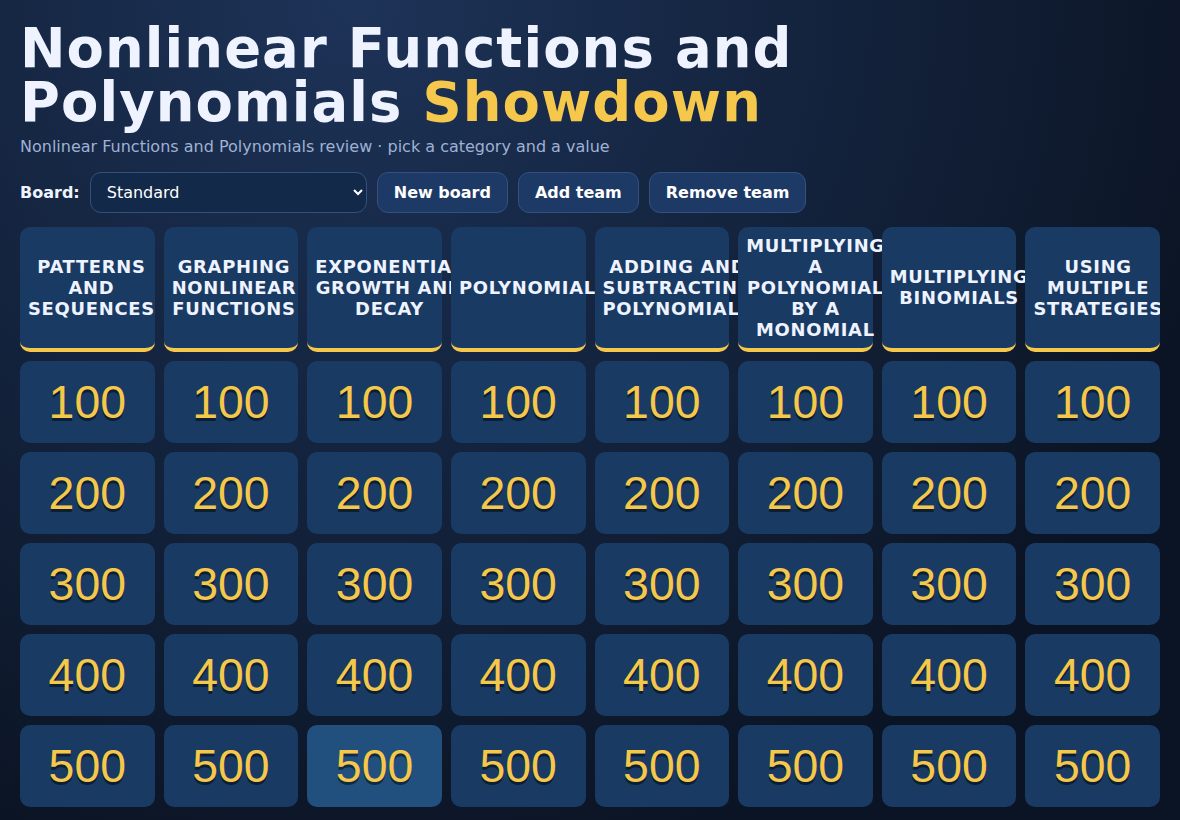 Nonlinear Functions and
Polynomials Showdown
Nonlinear Functions and Polynomials review · pick a category and a value
Board: Standard New board Add team Remove team
PATTERNS
AND
SEQUENCES
GRAPHING
NONLINEAR
FUNCTIONS
EXPONENTIA
GROWTH AN
DECAY
POLYNOMIAL
ADDING AND
SUBTRACTIN
POLYNOMIAL
MULTIPLYING
A
POLYNOMIAL
BY A
MONOMIAL
MULTIPLYING
BINOMIALS
USING
MULTIPLE
STRATEGIES
100 100 100 100 100 100 100 100
200 200 200 200 200 200 200 200
300 300 300 300 300 300 300 300
400 400 400 400 400 400 400 400
500 500 500 500 500 500 500 500